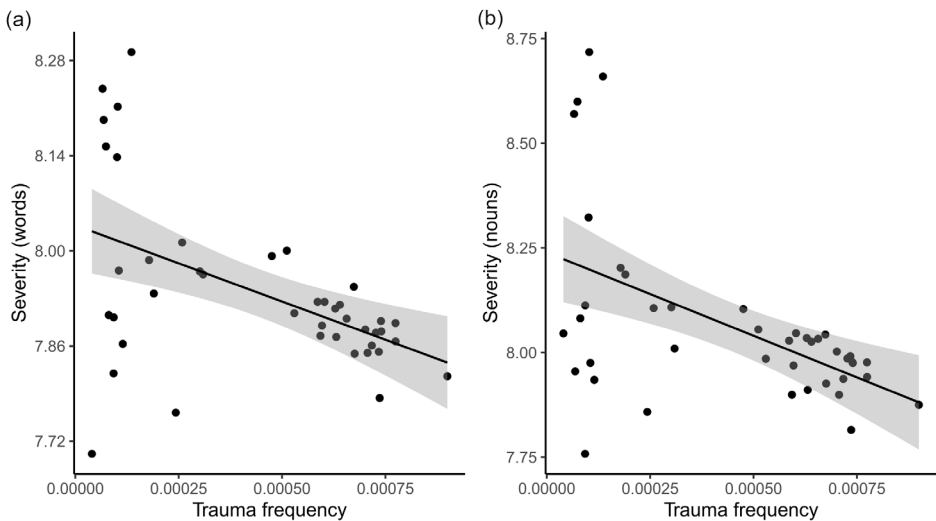 (a)
Severity (words)
8.28
8.14
8.00
7.86
7.72
0.00000 0.00025 0.00050 0.00075
Trauma frequency
(b)
Severity (nouns)
8.75
8.50
8.25
8.00
7.75
0.00000 0.00025 0.00050 0.00075
Trauma frequency